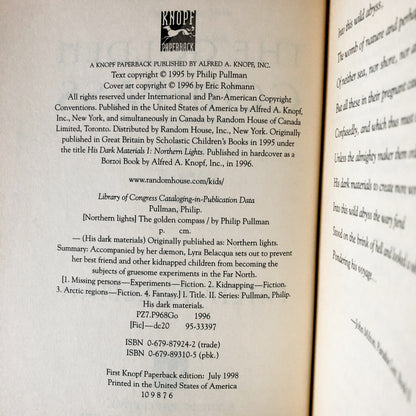 KNOPF
PAPERBACK
A KNOPF PAPERBACK PUBLISHED BY ALFRED A. KNOPF, INC.
Text copyright © 1995 by Philip Pullman
Cover art copyright © 1996 by Eric Rohmann
All rights reserved under International and Pan-American Copyright
Conventions. Published in the United States of America by Alfred A. Knopf,
Inc., New York, and simultaneously in Canada by Random House of Canada
Limited, Toronto. Distributed by Random House, Inc., New York. Originally
published in Great Britain by Scholastic Children's Books in 1995 under
the title His Dark Materials I: Northern Lights. Published in hardcover as a
Borzoi Book by Alfred A. Knopf, Inc., in 1996.
www.randomhouse.com/kids/
Library of Congress Cataloging-in-Publication Data
Pullman, Philip.
[Northern lights] The golden compass / by Philip Pullman
p. cm.
— (His dark materials) Originally published as: Northern lights.
Summary: Accompanied by her dæmon, Lyra Belacqua sets out to prevent
her best friend and other kidnapped children from becoming the
subjects of gruesome experiments in the Far North.
[1. Missing persons—Experiments—Fiction. 2. Kidnapping—Fiction.
3. Arctic regions—Fiction. 4. Fantasy.] I. Title. II. Series: Pullman, Philip.
His dark materials.
PZ7.P968Go 1996
[Fic]—dc20 95-33397
ISBN 0-679-87924-2 (trade)
ISBN 0-679-89310-5 (pbk.)
First Knopf Paperback edition: July 1998
Printed in the United States of America
10 9 8 7 6
this wild abyss,
The womb of nature and
Of neither sea, nor shore, nor
But all these in their pregnant
Confusedly, and which thus must
Unless the almighty maker them
His dark materials to create more
Into this wild abyss the wary fiend
Stood on the brink of hell and looked
Pondering his voyage...
—John Milton, Paradise Lost,